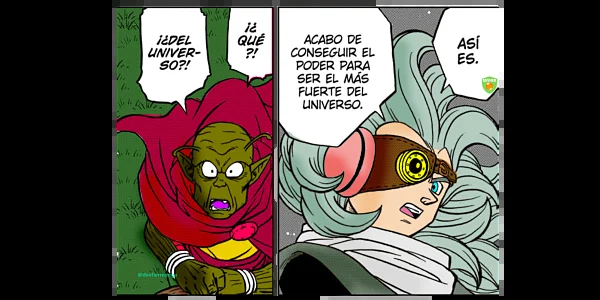 ASÍ
ES.
ACABO DE
CONSEGUIR EL
PODER PARA
SER EL MÁS
FUERTE DEL
UNIVERSO.
¡¿
QUÉ
?!
¡¿DEL
UNIVER-
SO?!